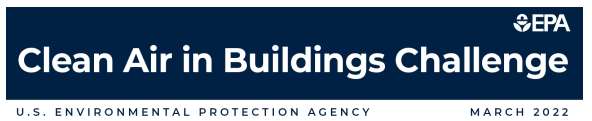 EPA
Clean Air in Buildings Challenge
U.S. ENVIRONMENTAL PROTECTION AGENCY MARCH 2022